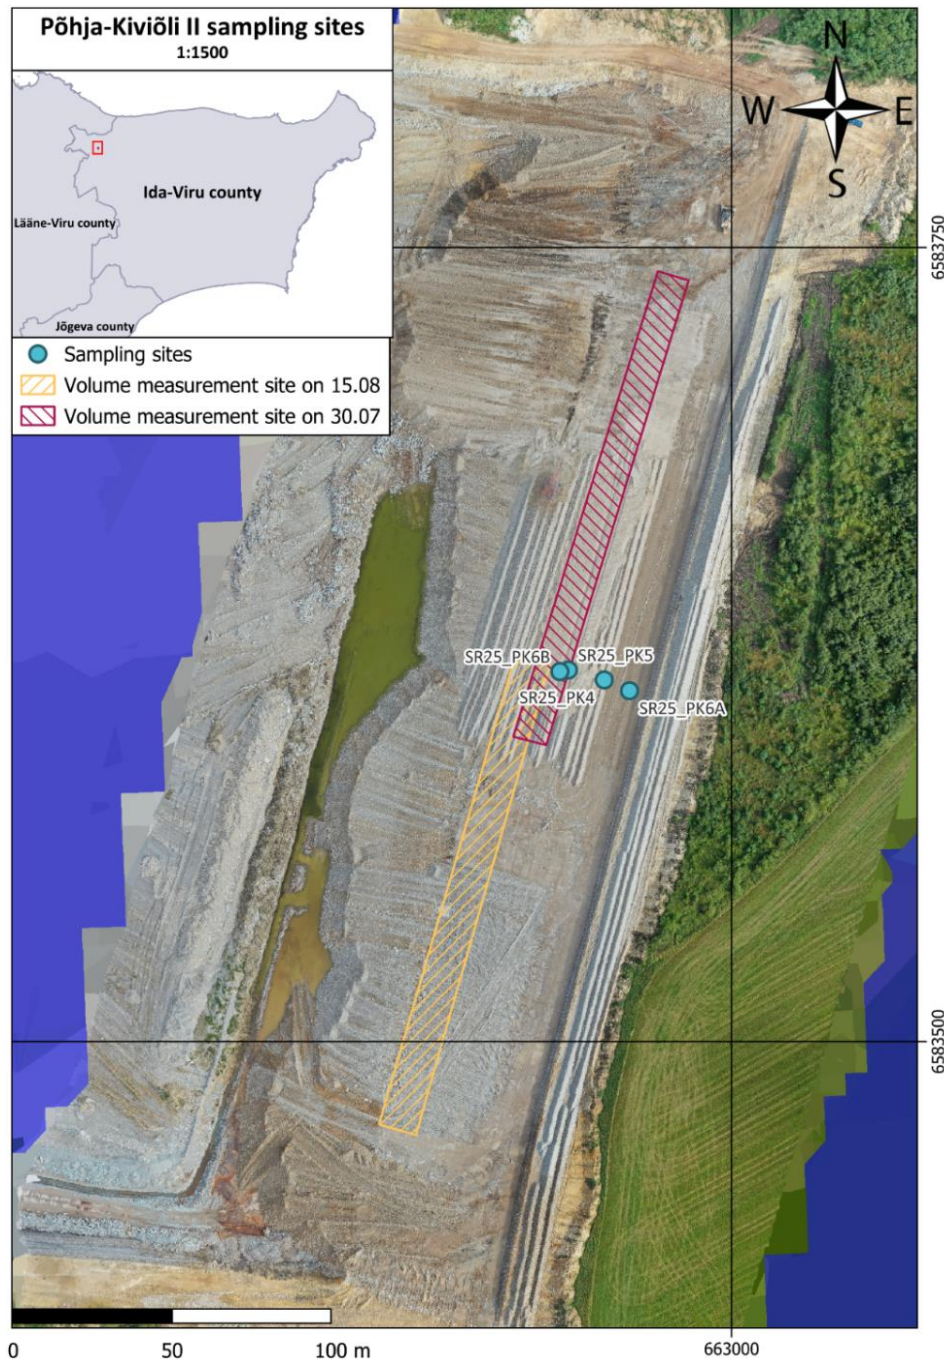 Põhja-Kiviõli II sampling sites
1:1500
Ida-Viru county
Lääne-Viru county
Jõgeva county
Sampling sites
Volume measurement site on 15.08
Volume measurement site on 30.07
N
W
E
S
6583750
SR25_PK6B
SR25_PK5
SR25_PK4
SR25_PK6A
6583500
0
50
100 m
663000